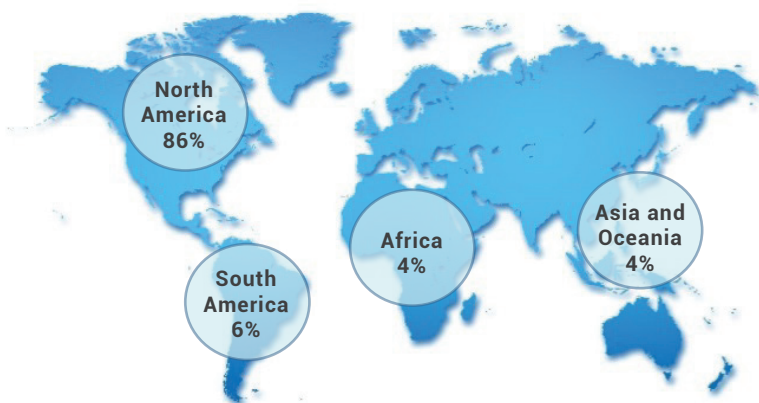 North
America
86%
Africa
4%
Asia and
Oceania
4%
South
America
6%